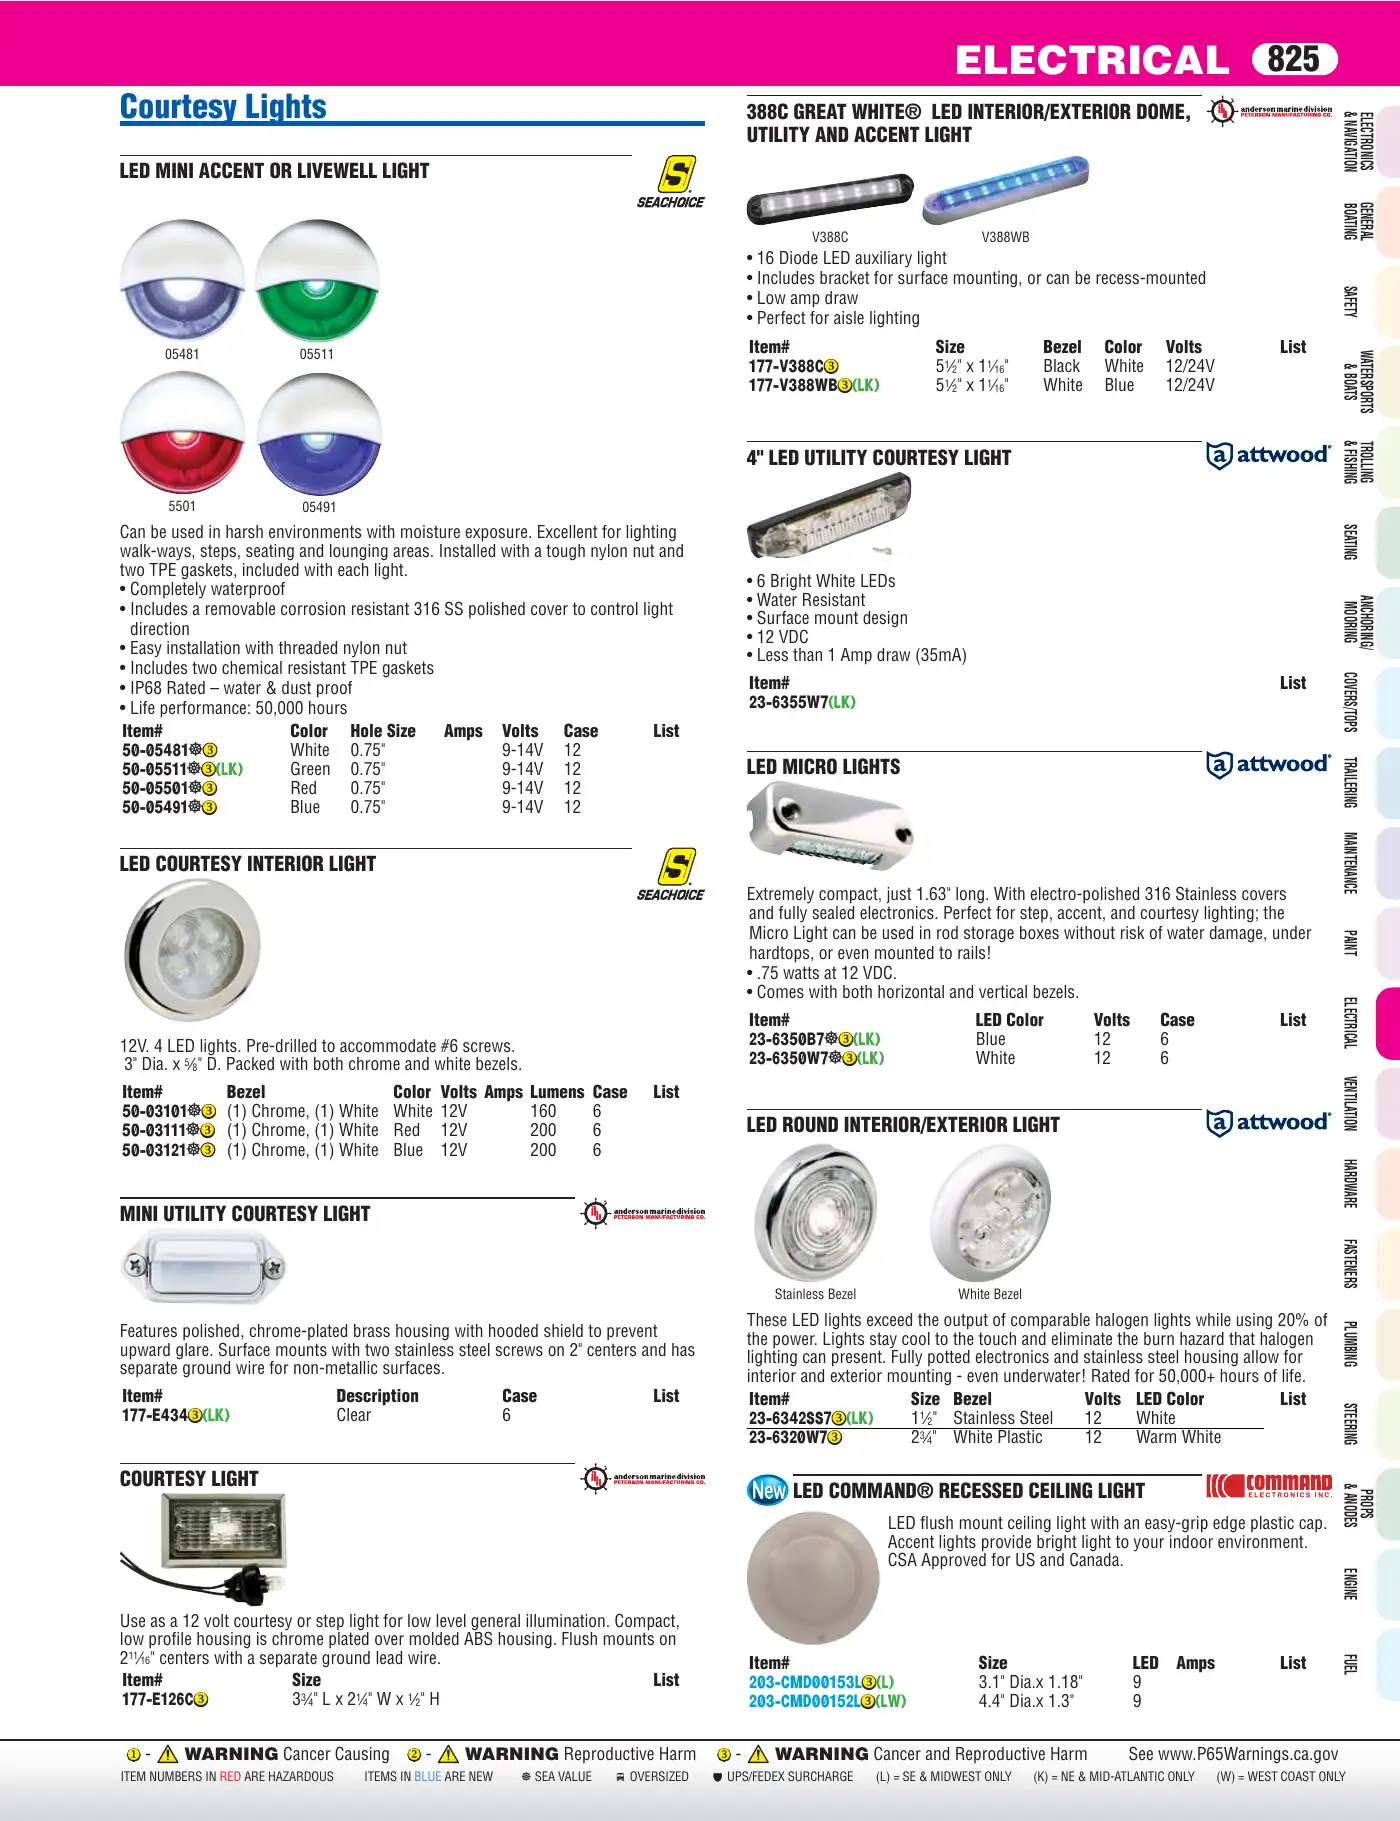 ELECTRICAL 825
Courtesy Lights
LED MINI ACCENT OR LIVEWELL LIGHT
SEACHOICE
05481
05511
5501
05491
Can be used in harsh environments with moisture exposure. Excellent for lighting
walk-ways, steps, seating and lounging areas. Installed with a tough nylon nut and
two TPE gaskets, included with each light.
• Completely waterproof
• Includes a removable corrosion resistant 316 SS polished cover to control light
direction
• Easy installation with threaded nylon nut
• Includes two chemical resistant TPE gaskets
• IP68 Rated – water & dust proof
• Life performance: 50,000 hours
Item# Color Hole Size Amps Volts Case List
50-05481☸③ White 0.75" 9-14V 12
50-05511☸③(LK) Green 0.75" 9-14V 12
50-05501☸③ Red 0.75" 9-14V 12
50-05491☸③ Blue 0.75" 9-14V 12
LED COURTESY INTERIOR LIGHT
SEACHOICE
12V. 4 LED lights. Pre-drilled to accommodate #6 screws.
3" Dia. x 5⁄8" D. Packed with both chrome and white bezels.
Item# Bezel Color Volts Amps Lumens Case List
50-03101☸③ (1) Chrome, (1) White White 12V 160 6
50-03111☸③ (1) Chrome, (1) White Red 12V 200 6
50-03121☸③ (1) Chrome, (1) White Blue 12V 200 6
MINI UTILITY COURTESY LIGHT
anderson marine division
PETERSON MANUFACTURING CO.
Features polished, chrome-plated brass housing with hooded shield to prevent
upward glare. Surface mounts with two stainless steel screws on 2" centers and has
separate ground wire for non-metallic surfaces.
Item# Description Case List
177-E434③(LK) Clear 6
COURTESY LIGHT
anderson marine division
PETERSON MANUFACTURING CO.
Use as a 12 volt courtesy or step light for low level general illumination. Compact,
low profile housing is chrome plated over molded ABS housing. Flush mounts on
2¹¹⁄₁₆" centers with a separate ground lead wire.
Item# Size List
177-E126C③ 3¾" L x 2¼" W x ½" H
388C GREAT WHITE® LED INTERIOR/EXTERIOR DOME,
UTILITY AND ACCENT LIGHT
anderson marine division
PETERSON MANUFACTURING CO.
V388C
V388WB
• 16 Diode LED auxiliary light
• Includes bracket for surface mounting, or can be recess-mounted
• Low amp draw
• Perfect for aisle lighting
Item# Size Bezel Color Volts List
177-V388C③ 5½" x 1¹⁄₁₆" Black White 12/24V
177-V388WB③(LK) 5½" x 1¹⁄₁₆" White Blue 12/24V
4" LED UTILITY COURTESY LIGHT
attwood®
• 6 Bright White LEDs
• Water Resistant
• Surface mount design
• 12 VDC
• Less than 1 Amp draw (35mA)
Item# List
23-6355W7(LK)
LED MICRO LIGHTS
attwood®
Extremely compact, just 1.63" long. With electro-polished 316 Stainless covers
and fully sealed electronics. Perfect for step, accent, and courtesy lighting; the
Micro Light can be used in rod storage boxes without risk of water damage, under
hardtops, or even mounted to rails!
• .75 watts at 12 VDC.
• Comes with both horizontal and vertical bezels.
Item# LED Color Volts Case List
23-6350B7☸③(LK) Blue 12 6
23-6350W7☸③(LK) White 12 6
LED ROUND INTERIOR/EXTERIOR LIGHT
attwood®
Stainless Bezel
White Bezel
These LED lights exceed the output of comparable halogen lights while using 20% of
the power. Lights stay cool to the touch and eliminate the burn hazard that halogen
lighting can present. Fully potted electronics and stainless steel housing allow for
interior and exterior mounting - even underwater! Rated for 50,000+ hours of life.
Item# Size Bezel Volts LED Color List
23-6342SS7③(LK) 1½" Stainless Steel 12 White
23-6320W7③ 2¾" White Plastic 12 Warm White
New LED COMMAND® RECESSED CEILING LIGHT
COMMAND
ELECTRONICS INC.
LED flush mount ceiling light with an easy-grip edge plastic cap.
Accent lights provide bright light to your indoor environment.
CSA Approved for US and Canada.
Item# Size LED Amps List
203-CMD00153L③(L) 3.1" Dia.x 1.18" 9
203-CMD00152L③(LW) 4.4" Dia.x 1.3" 9
ELECTRONICS
& NAVIGATION
GENERAL
BOATING
SAFETY
WATERSPORTS
& BOATS
TROLLING
& FISHING
SEATING
ANCHORING/
MOORING
COVERS/TOPS
TRAILERING
MAINTENANCE
PAINT
ELECTRICAL
VENTILATION
HARDWARE
FASTENERS
PLUMBING
STEERING
PROPS
& ANODES
ENGINE
FUEL
① - ⚠ WARNING Cancer Causing ② - ⚠ WARNING Reproductive Harm ③ - ⚠ WARNING Cancer and Reproductive Harm See www.P65Warnings.ca.gov
ITEM NUMBERS IN RED ARE HAZARDOUS ITEMS IN BLUE ARE NEW ☸ SEA VALUE OVERSIZED UPS/FEDEX SURCHARGE (L) = SE & MIDWEST ONLY (K) = NE & MID-ATLANTIC ONLY (W) = WEST COAST ONLY